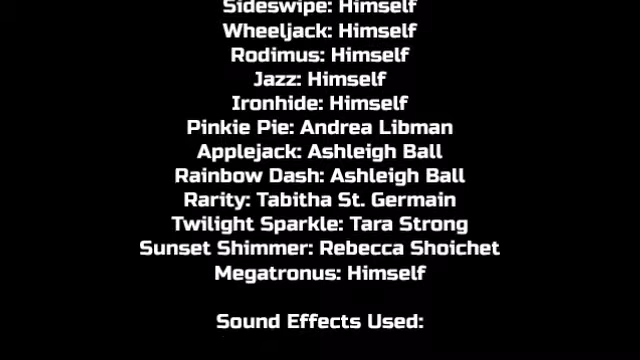 Sideswipe: Himself
Wheeljack: Himself
Rodimus: Himself
Jazz: Himself
Ironhide: Himself
Pinkie Pie: Andrea Libman
Applejack: Ashleigh Ball
Rainbow Dash: Ashleigh Ball
Rarity: Tabitha St. Germain
Twilight Sparkle: Tara Strong
Sunset Shimmer: Rebecca Shoichet
Megatronus: Himself
Sound Effects Used: